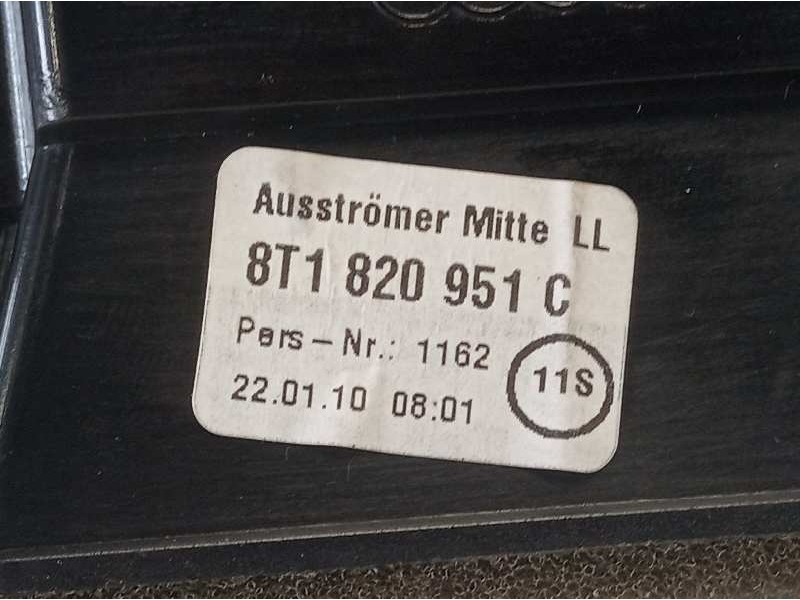 Ausströmer Mitte LL
8T1 820 951 C
Pers-Nr.: 1162
11S
22.01.10 08:01